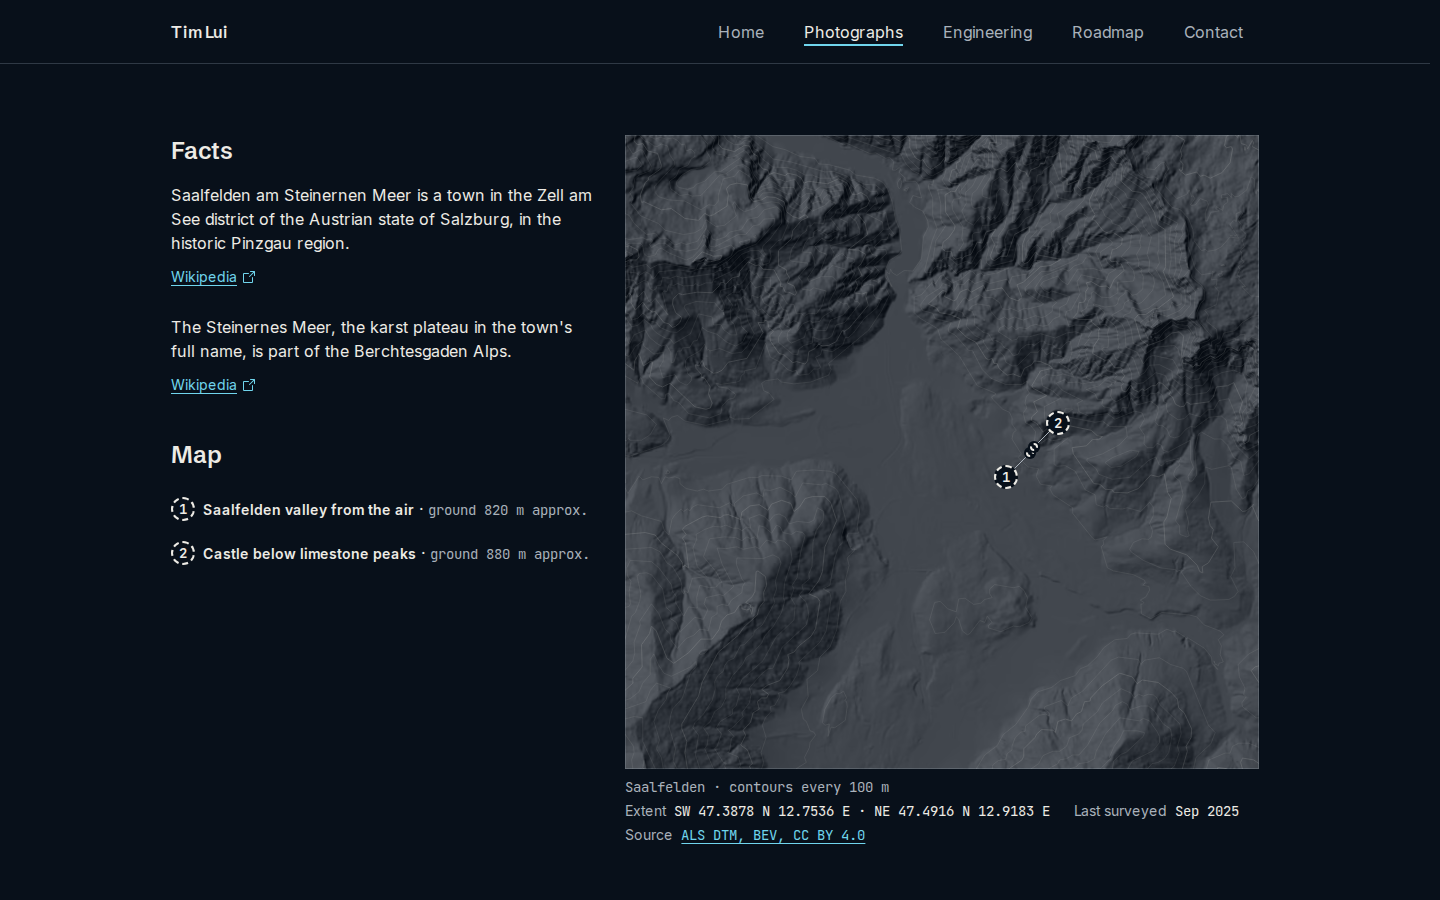 Tim Lui
Home Photographs Engineering Roadmap Contact
Facts
Saalfelden am Steinernen Meer is a town in the Zell am
See district of the Austrian state of Salzburg, in the
historic Pinzgau region.
Wikipedia
The Steinernes Meer, the karst plateau in the town's
full name, is part of the Berchtesgaden Alps.
Wikipedia
Map
1 Saalfelden valley from the air · ground 820 m approx.
2 Castle below limestone peaks · ground 880 m approx.
2
1
Saalfelden · contours every 100 m
Extent SW 47.3878 N 12.7536 E · NE 47.4916 N 12.9183 E Last surveyed Sep 2025
Source ALS DTM, BEV, CC BY 4.0